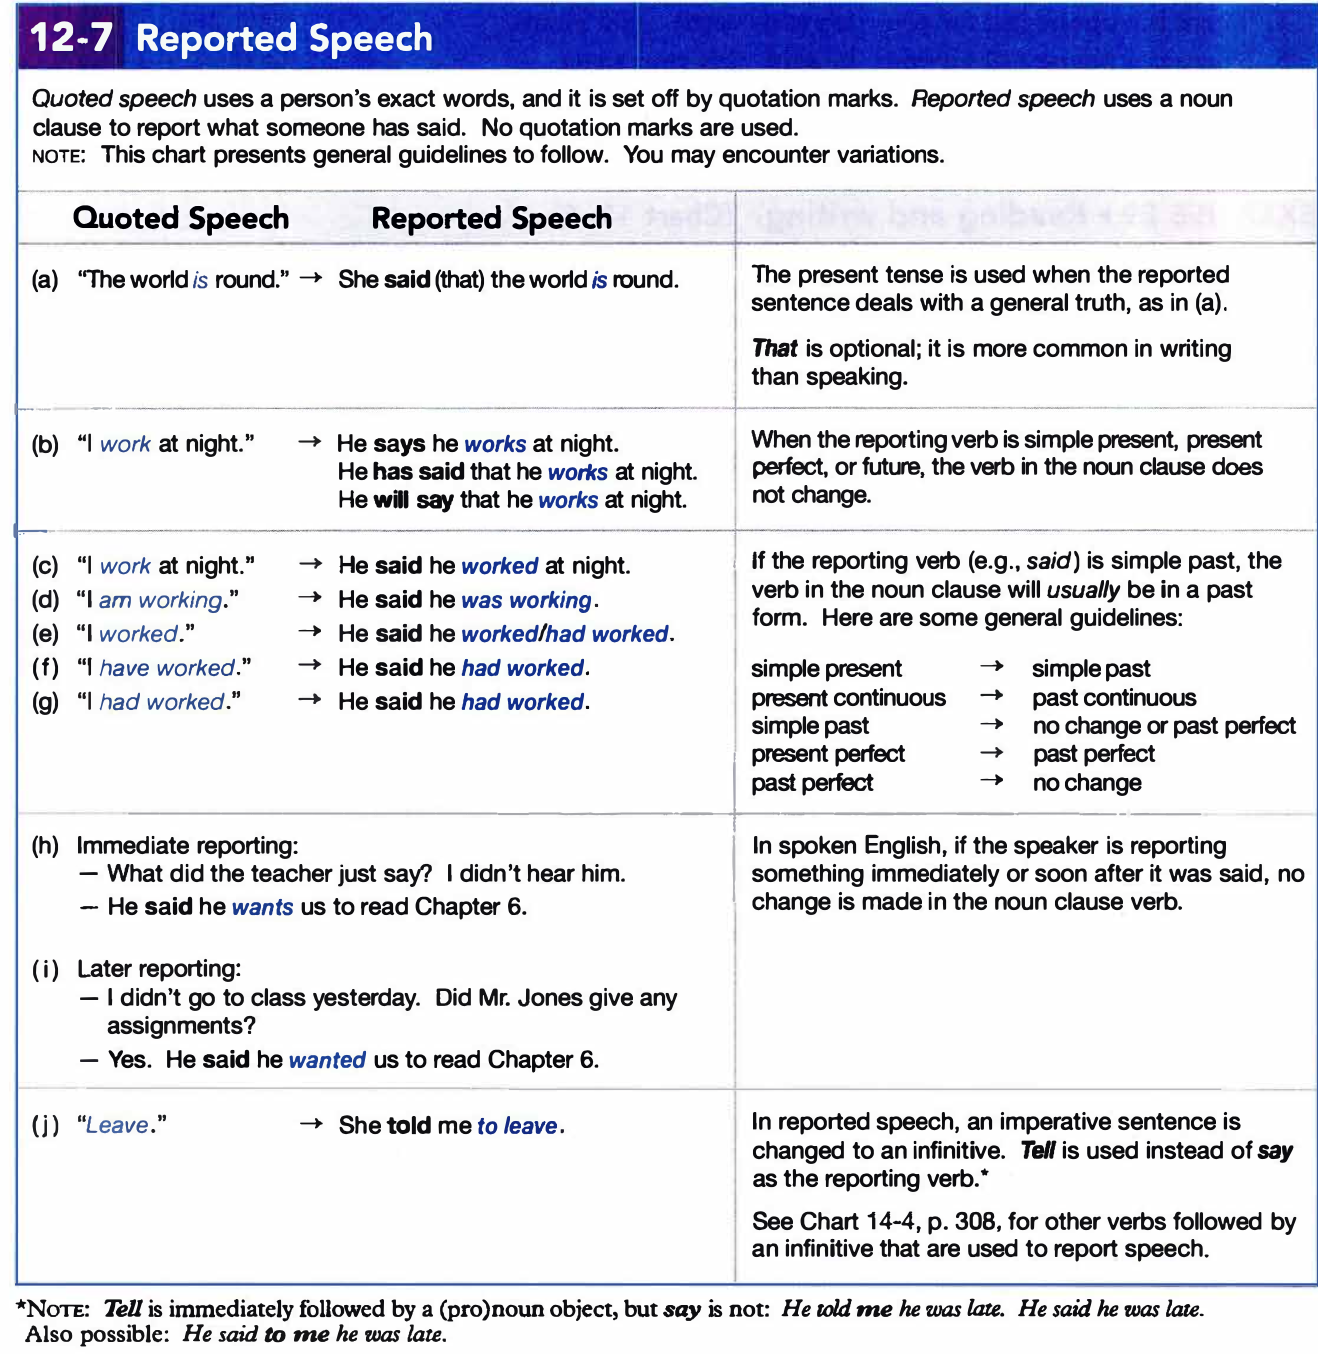 12-7 Reported Speech
Quoted speech uses a person's exact words, and it is set off by quotation marks. Reported speech uses a noun
clause to report what someone has said. No quotation marks are used.
NOTE: This chart presents general guidelines to follow. You may encounter variations.
Quoted Speech Reported Speech
(a) "The world is round." → She said (that) the world is round.
The present tense is used when the reported
sentence deals with a general truth, as in (a).
That is optional; it is more common in writing
than speaking.
(b) "I work at night." → He says he works at night.
He has said that he works at night.
He will say that he works at night.
When the reporting verb is simple present, present
perfect, or future, the verb in the noun clause does
not change.
(c) "I work at night." → He said he worked at night.
(d) "I am working." → He said he was working.
(e) "I worked." → He said he worked/had worked.
(f) "I have worked." → He said he had worked.
(g) "I had worked." → He said he had worked.
If the reporting verb (e.g., said) is simple past, the
verb in the noun clause will usually be in a past
form. Here are some general guidelines:
simple present → simple past
present continuous → past continuous
simple past → no change or past perfect
present perfect → past perfect
past perfect → no change
(h) Immediate reporting:
— What did the teacher just say? I didn't hear him.
— He said he wants us to read Chapter 6.
(i) Later reporting:
— I didn't go to class yesterday. Did Mr. Jones give any
assignments?
— Yes. He said he wanted us to read Chapter 6.
In spoken English, if the speaker is reporting
something immediately or soon after it was said, no
change is made in the noun clause verb.
(j) "Leave." → She told me to leave.
In reported speech, an imperative sentence is
changed to an infinitive. Tell is used instead of say
as the reporting verb.*
See Chart 14-4, p. 308, for other verbs followed by
an infinitive that are used to report speech.
*NOTE: Tell is immediately followed by a (pro)noun object, but say is not: He told me he was late. He said he was late.
Also possible: He said to me he was late.